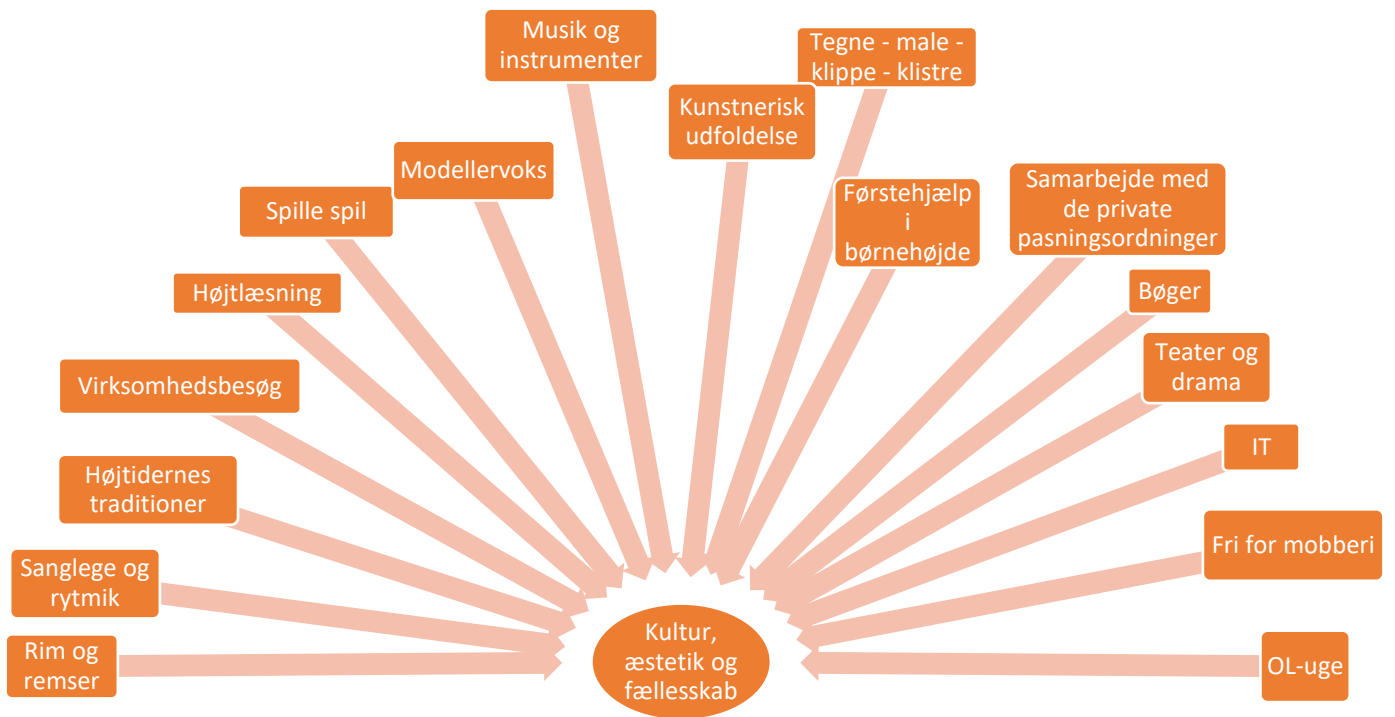 Musik og
instrumenter
Tegne - male -
klippe - klistre
Kunstnerisk
udfoldelse
Modellervoks
Spille spil
Førstehjælp
i
børnehøjde
Samarbejde med
de private
pasningsordninger
Højtlæsning
Bøger
Virksomhedsbesøg
Teater og
drama
IT
Højtidernes
traditioner
Fri for mobberi
Sanglege og
rytmik
Rim og
remser
Kultur,
æstetik og
fællesskab
OL-uge